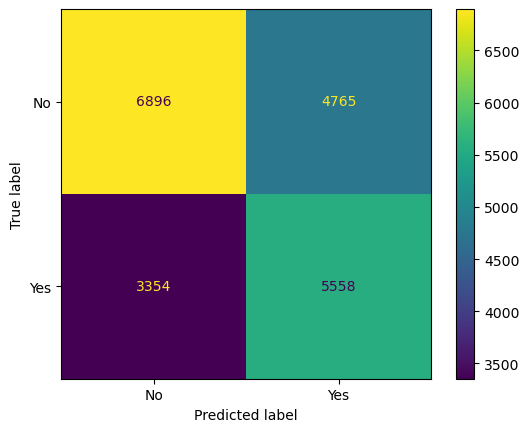 No
6896
4765
Yes
3354
5558
No
Yes
Predicted label
True label
6500
6000
5500
5000
4500
4000
3500